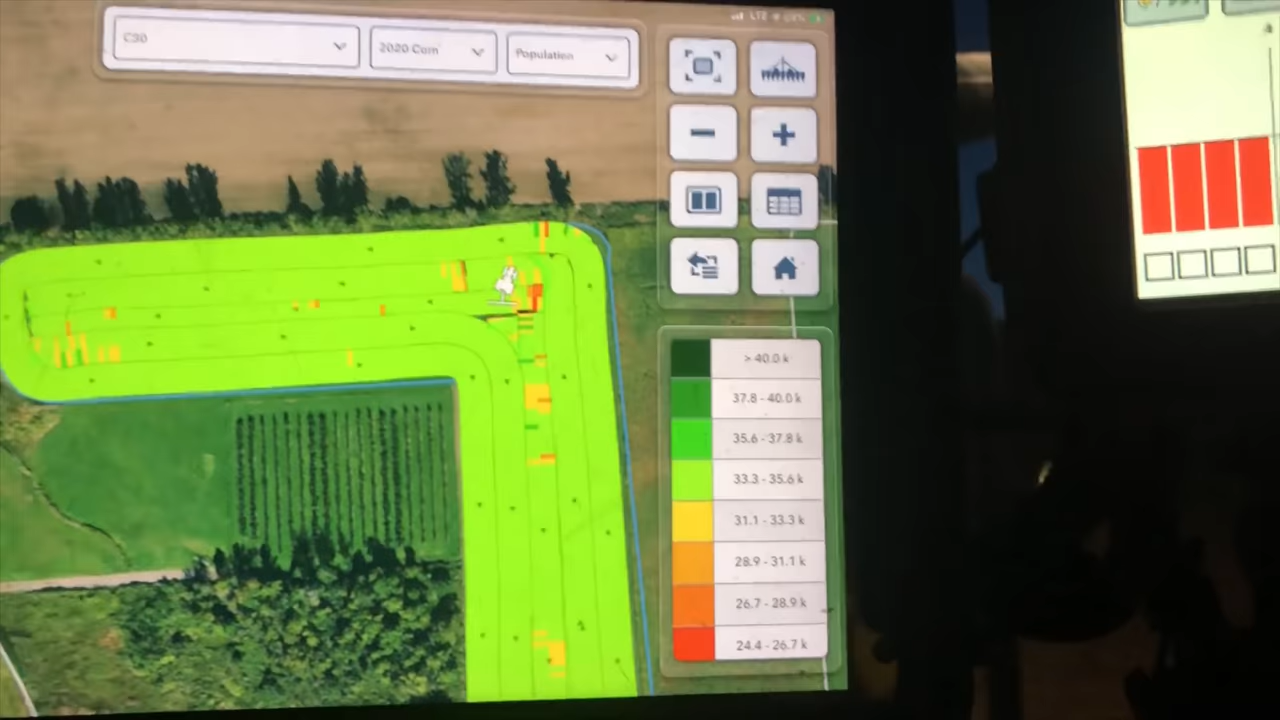 LTE
C30
2020 Corn
Population
> 40.0 k
37.8 - 40.0 k
35.6 - 37.8 k
33.3 - 35.6 k
31.1 - 33.3 k
28.9 - 31.1 k
26.7 - 28.9 k
24.4 - 26.7 k